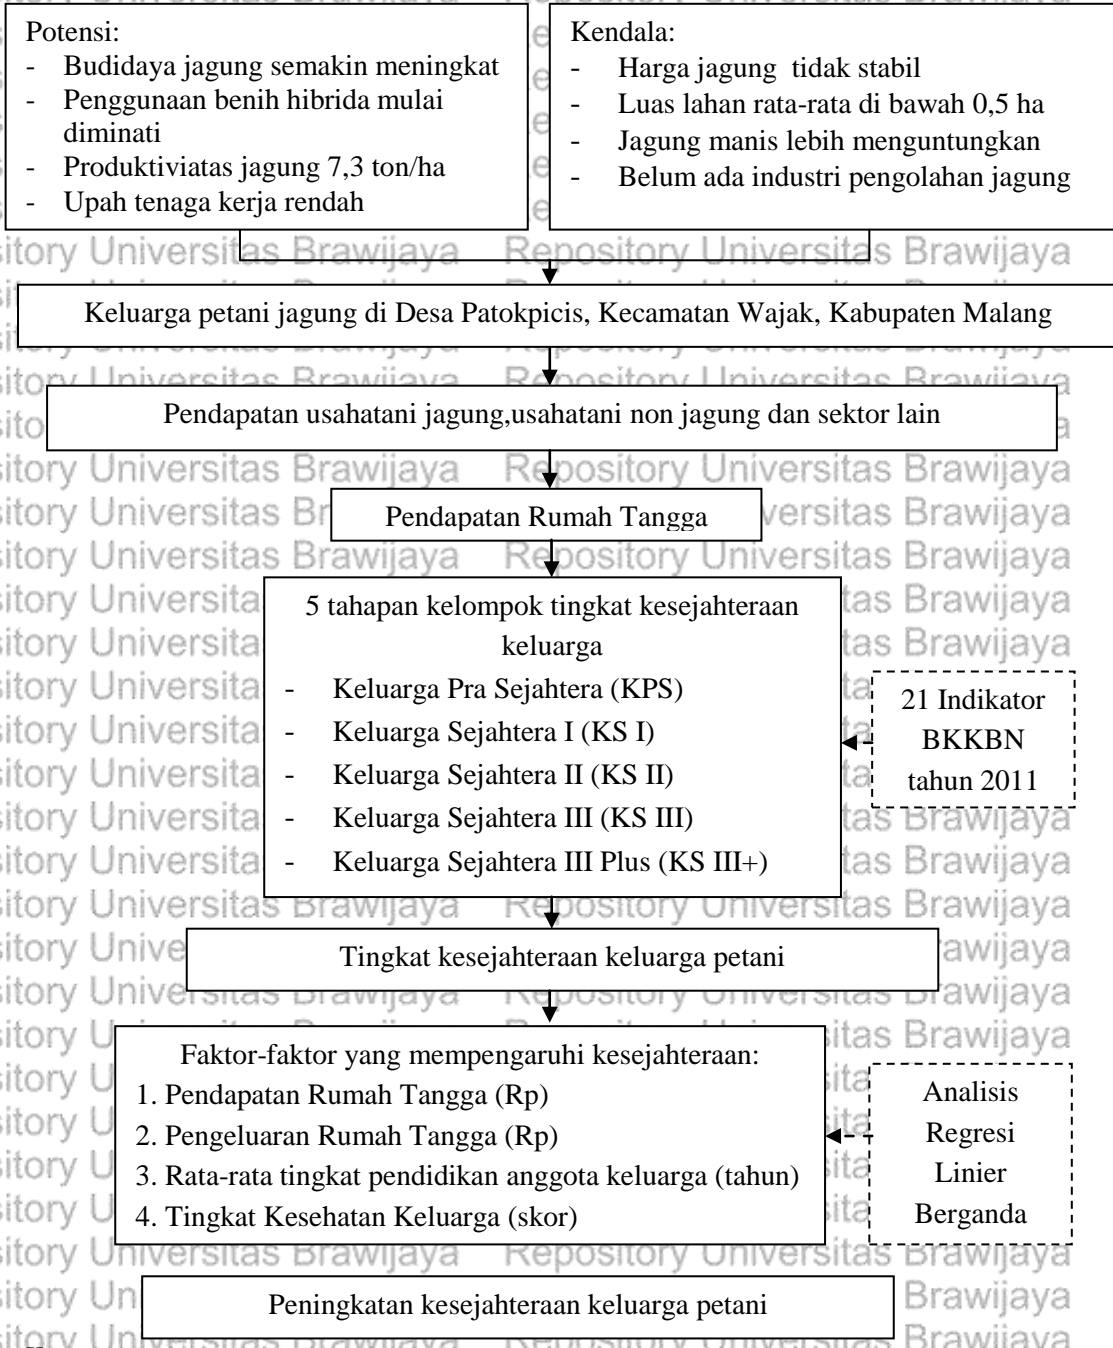 Potensi:
- Budidaya jagung semakin meningkat
- Penggunaan benih hibrida mulai
diminati
- Produktiviatas jagung 7,3 ton/ha
- Upah tenaga kerja rendah
Kendala:
- Harga jagung tidak stabil
- Luas lahan rata-rata di bawah 0,5 ha
- Jagung manis lebih menguntungkan
- Belum ada industri pengolahan jagung
Keluarga petani jagung di Desa Patokpicis, Kecamatan Wajak, Kabupaten Malang
Pendapatan usahatani jagung,usahatani non jagung dan sektor lain
Pendapatan Rumah Tangga
5 tahapan kelompok tingkat kesejahteraan
keluarga
- Keluarga Pra Sejahtera (KPS)
- Keluarga Sejahtera I (KS I)
- Keluarga Sejahtera II (KS II)
- Keluarga Sejahtera III (KS III)
- Keluarga Sejahtera III Plus (KS III+)
21 Indikator
BKKBN
tahun 2011
Tingkat kesejahteraan keluarga petani
Faktor-faktor yang mempengaruhi kesejahteraan:
1. Pendapatan Rumah Tangga (Rp)
2. Pengeluaran Rumah Tangga (Rp)
3. Rata-rata tingkat pendidikan anggota keluarga (tahun)
4. Tingkat Kesehatan Keluarga (skor)
Analisis
Regresi
Linier
Berganda
Peningkatan kesejahteraan keluarga petani
Repository Universitas Brawijaya